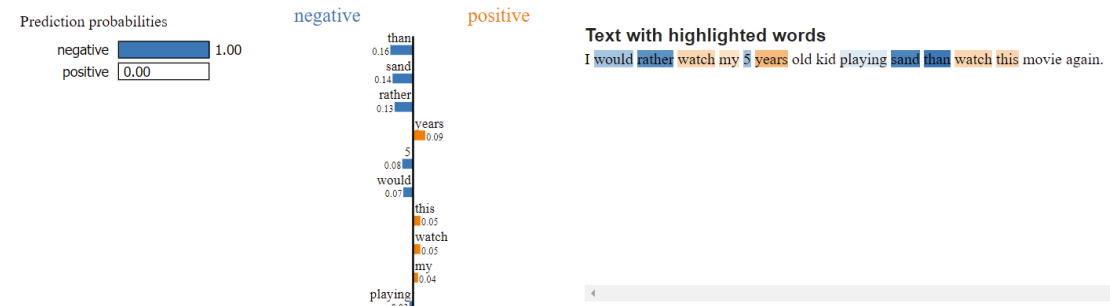 Prediction probabilities
negative 1.00
positive 0.00
negative positive
than
0.16
sand
0.14
rather
0.13
years
0.09
5
0.08
would
0.07
this
0.05
watch
0.05
my
0.04
playing
Text with highlighted words
I would rather watch my 5 years old kid playing sand than watch this movie again.